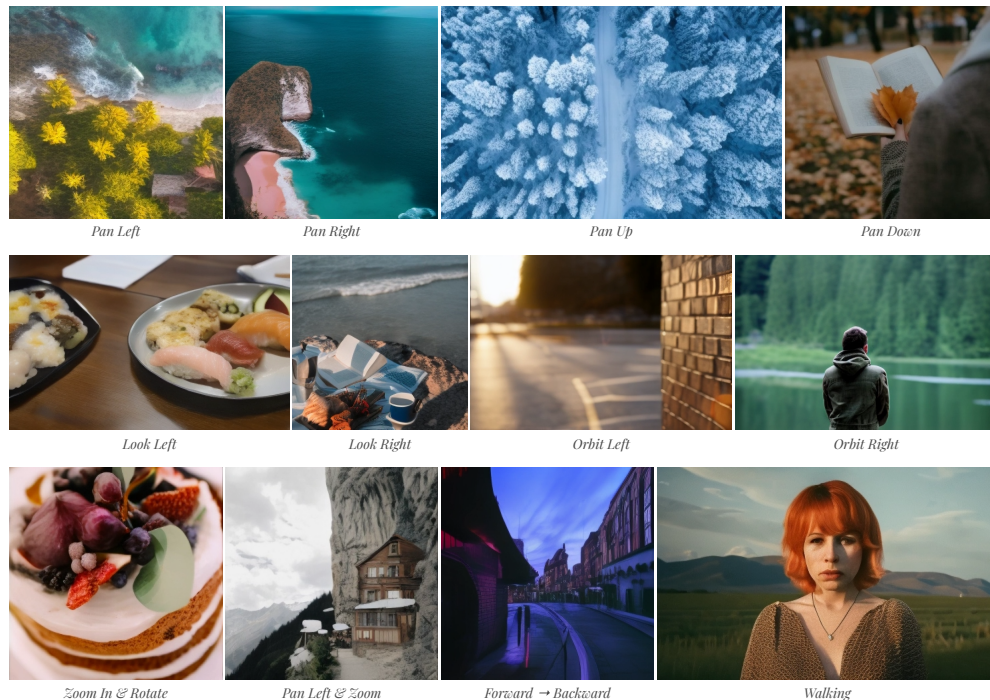 Pan Left
Pan Right
Pan Up
Pan Down
Look Left
Look Right
Orbit Left
Orbit Right
Zoom In & Rotate
Pan Left & Zoom
Forward → Backward
Walking